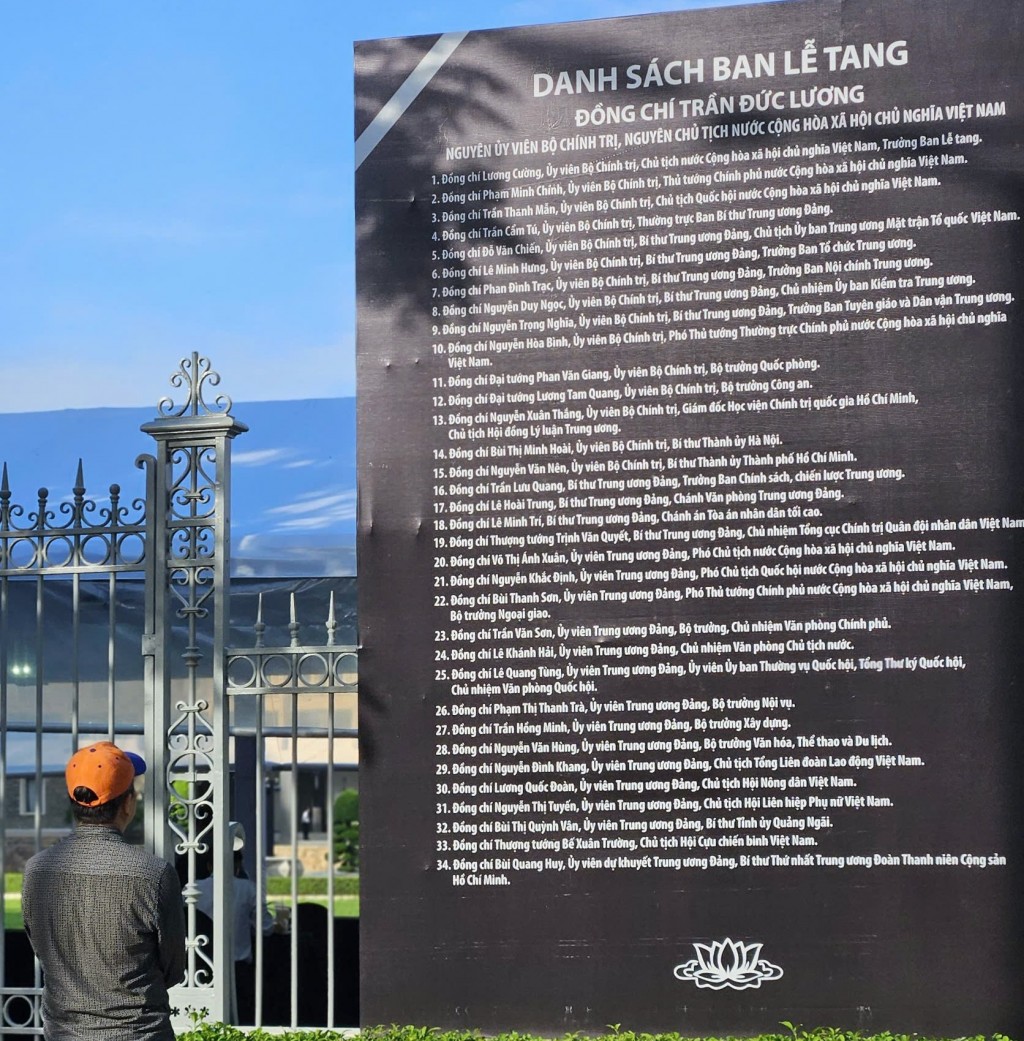 DANH SÁCH BAN LỄ TANG
ĐỒNG CHÍ TRẦN ĐỨC LƯƠNG
NGUYÊN ỦY VIÊN BỘ CHÍNH TRỊ, NGUYÊN CHỦ TỊCH NƯỚC CỘNG HÒA XÃ HỘI CHỦ NGHĨA VIỆT NAM
1. Đồng chí Lương Cường, Ủy viên Bộ Chính trị, Chủ tịch nước Cộng hòa xã hội chủ nghĩa Việt Nam, Trưởng Ban Lễ tang.
2. Đồng chí Phạm Minh Chính, Ủy viên Bộ Chính trị, Thủ tướng Chính phủ nước Cộng hòa xã hội chủ nghĩa Việt Nam.
3. Đồng chí Trần Thanh Mẫn, Ủy viên Bộ Chính trị, Chủ tịch Quốc hội nước Cộng hòa xã hội chủ nghĩa Việt Nam.
4. Đồng chí Trần Cẩm Tú, Ủy viên Bộ Chính trị, Thường trực Ban Bí thư Trung ương Đảng.
5. Đồng chí Đỗ Văn Chiến, Ủy viên Bộ Chính trị, Bí thư Trung ương Đảng, Chủ tịch Ủy ban Trung ương Mặt trận Tổ quốc Việt Nam.
6. Đồng chí Lê Minh Hưng, Ủy viên Bộ Chính trị, Bí thư Trung ương Đảng, Trưởng Ban Tổ chức Trung ương.
7. Đồng chí Phan Đình Trạc, Ủy viên Bộ Chính trị, Bí thư Trung ương Đảng, Trưởng Ban Nội chính Trung ương.
8. Đồng chí Nguyễn Duy Ngọc, Ủy viên Bộ Chính trị, Bí thư Trung ương Đảng, Chủ nhiệm Ủy ban Kiểm tra Trung ương.
9. Đồng chí Nguyễn Trọng Nghĩa, Ủy viên Bộ Chính trị, Bí thư Trung ương Đảng, Trưởng Ban Tuyên giáo và Dân vận Trung ương.
10. Đồng chí Nguyễn Hòa Bình, Ủy viên Bộ Chính trị, Phó Thủ tướng Thường trực Chính phủ nước Cộng hòa xã hội chủ nghĩa
Việt Nam.
11. Đồng chí Đại tướng Phan Văn Giang, Ủy viên Bộ Chính trị, Bộ trưởng Quốc phòng.
12. Đồng chí Đại tướng Lương Tam Quang, Ủy viên Bộ Chính trị, Bộ trưởng Công an.
13. Đồng chí Nguyễn Xuân Thắng, Ủy viên Bộ Chính trị, Giám đốc Học viện Chính trị quốc gia Hồ Chí Minh,
Chủ tịch Hội đồng Lý luận Trung ương.
14. Đồng chí Bùi Thị Minh Hoài, Ủy viên Bộ Chính trị, Bí thư Thành ủy Hà Nội.
15. Đồng chí Nguyễn Văn Nên, Ủy viên Bộ Chính trị, Bí thư Thành ủy Thành phố Hồ Chí Minh.
16. Đồng chí Trần Lưu Quang, Bí thư Trung ương Đảng, Trưởng Ban Chính sách, chiến lược Trung ương.
17. Đồng chí Lê Hoài Trung, Bí thư Trung ương Đảng, Chánh Văn phòng Trung ương Đảng.
18. Đồng chí Lê Minh Trí, Bí thư Trung ương Đảng, Chánh án Tòa án nhân dân tối cao.
19. Đồng chí Thượng tướng Trịnh Văn Quyết, Bí thư Trung ương Đảng, Chủ nhiệm Tổng cục Chính trị Quân đội nhân dân Việt Nam
20. Đồng chí Võ Thị Ánh Xuân, Ủy viên Trung ương Đảng, Phó Chủ tịch nước Cộng hòa xã hội chủ nghĩa Việt Nam.
21. Đồng chí Nguyễn Khắc Định, Ủy viên Trung ương Đảng, Phó Chủ tịch Quốc hội nước Cộng hòa xã hội chủ nghĩa Việt Nam.
22. Đồng chí Bùi Thanh Sơn, Ủy viên Trung ương Đảng, Phó Thủ tướng Chính phủ nước Cộng hòa xã hội chủ nghĩa Việt Nam,
Bộ trưởng Ngoại giao.
23. Đồng chí Trần Văn Sơn, Ủy viên Trung ương Đảng, Bộ trưởng, Chủ nhiệm Văn phòng Chính phủ.
24. Đồng chí Lê Khánh Hải, Ủy viên Trung ương Đảng, Chủ nhiệm Văn phòng Chủ tịch nước.
25. Đồng chí Lê Quang Tùng, Ủy viên Trung ương Đảng, Ủy viên Ủy ban Thường vụ Quốc hội, Tổng Thư ký Quốc hội,
Chủ nhiệm Văn phòng Quốc hội.
26. Đồng chí Phạm Thị Thanh Trà, Ủy viên Trung ương Đảng, Bộ trưởng Nội vụ.
27. Đồng chí Trần Hồng Minh, Ủy viên Trung ương Đảng, Bộ trưởng Xây dựng.
28. Đồng chí Nguyễn Văn Hùng, Ủy viên Trung ương Đảng, Bộ trưởng Văn hóa, Thể thao và Du lịch.
29. Đồng chí Nguyễn Đình Khang, Ủy viên Trung ương Đảng, Chủ tịch Tổng Liên đoàn Lao động Việt Nam.
30. Đồng chí Lương Quốc Đoàn, Ủy viên Trung ương Đảng, Chủ tịch Hội Nông dân Việt Nam.
31. Đồng chí Nguyễn Thị Tuyến, Ủy viên Trung ương Đảng, Chủ tịch Hội Liên hiệp Phụ nữ Việt Nam.
32. Đồng chí Bùi Thị Quỳnh Vân, Ủy viên Trung ương Đảng, Bí thư Tỉnh ủy Quảng Ngãi.
33. Đồng chí Thượng tướng Bế Xuân Trường, Chủ tịch Hội Cựu chiến binh Việt Nam.
34. Đồng chí Bùi Quang Huy, Ủy viên dự khuyết Trung ương Đảng, Bí thư Thứ nhất Trung ương Đoàn Thanh niên Cộng sản
Hồ Chí Minh.